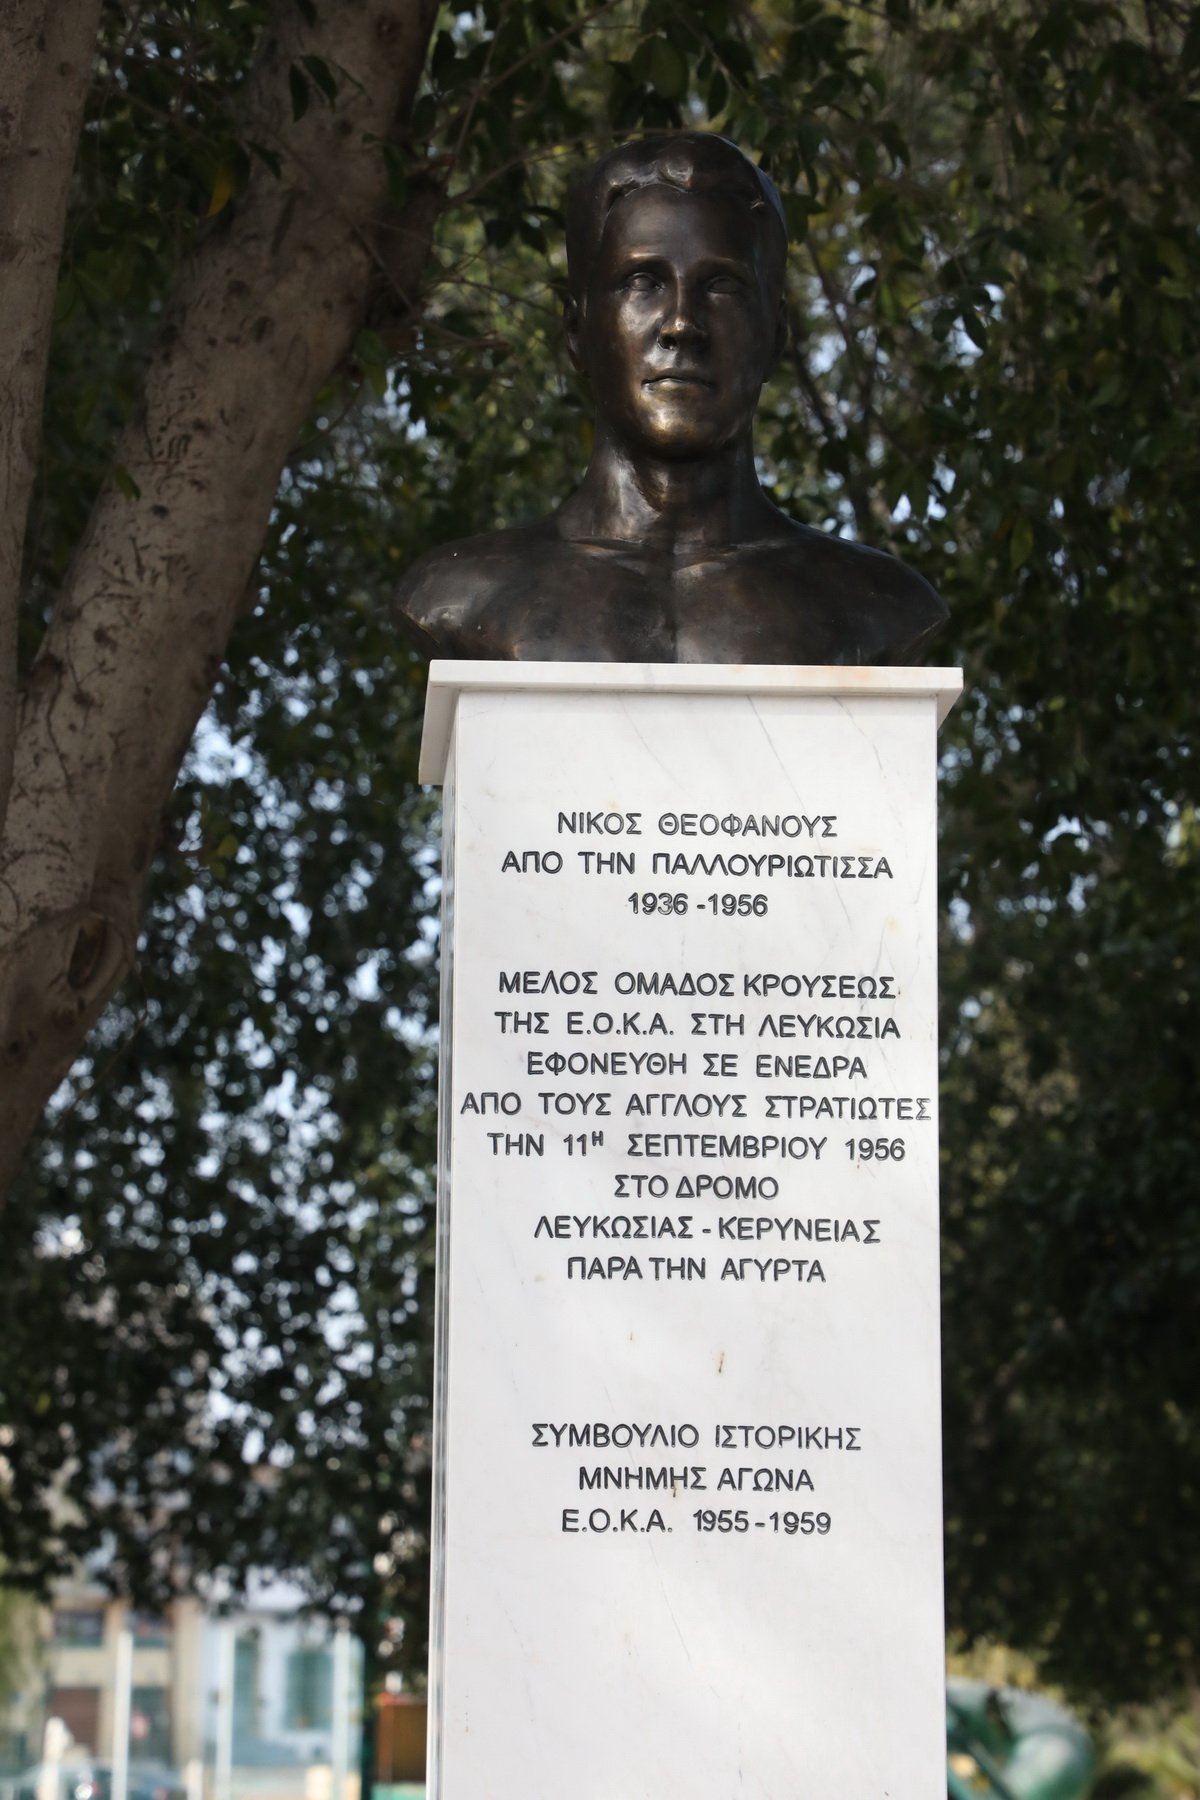 ΝΙΚΟΣ ΘΕΟΦΑΝΟΥΣ
ΑΠΟ ΤΗΝ ΠΑΛΛΟΥΡΙΩΤΙΣΣΑ
1936 - 1956
ΜΕΛΟΣ ΟΜΑΔΟΣ ΚΡΟΥΣΕΩΣ
ΤΗΣ Ε.Ο.Κ.Α. ΣΤΗ ΛΕΥΚΩΣΙΑ
ΕΦΟΝΕΥΘΗ ΣΕ ΕΝΕΔΡΑ
ΑΠΟ ΤΟΥΣ ΑΓΓΛΟΥΣ ΣΤΡΑΤΙΩΤΕΣ
ΤΗΝ 11Η ΣΕΠΤΕΜΒΡΙΟΥ 1956
ΣΤΟ ΔΡΟΜΟ
ΛΕΥΚΩΣΙΑΣ - ΚΕΡΥΝΕΙΑΣ
ΠΑΡΑ ΤΗΝ ΑΓΥΡΤΑ
ΣΥΜΒΟΥΛΙΟ ΙΣΤΟΡΙΚΗΣ
ΜΝΗΜΗΣ ΑΓΩΝΑ
Ε.Ο.Κ.Α. 1955 - 1959